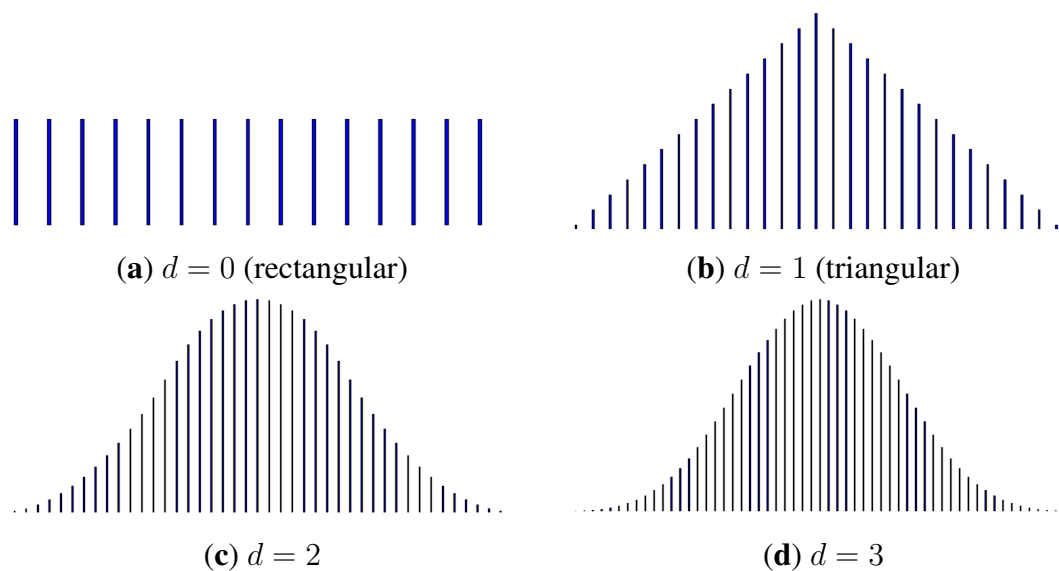 (a) d = 0 (rectangular)
(b) d = 1 (triangular)
(c) d = 2
(d) d = 3